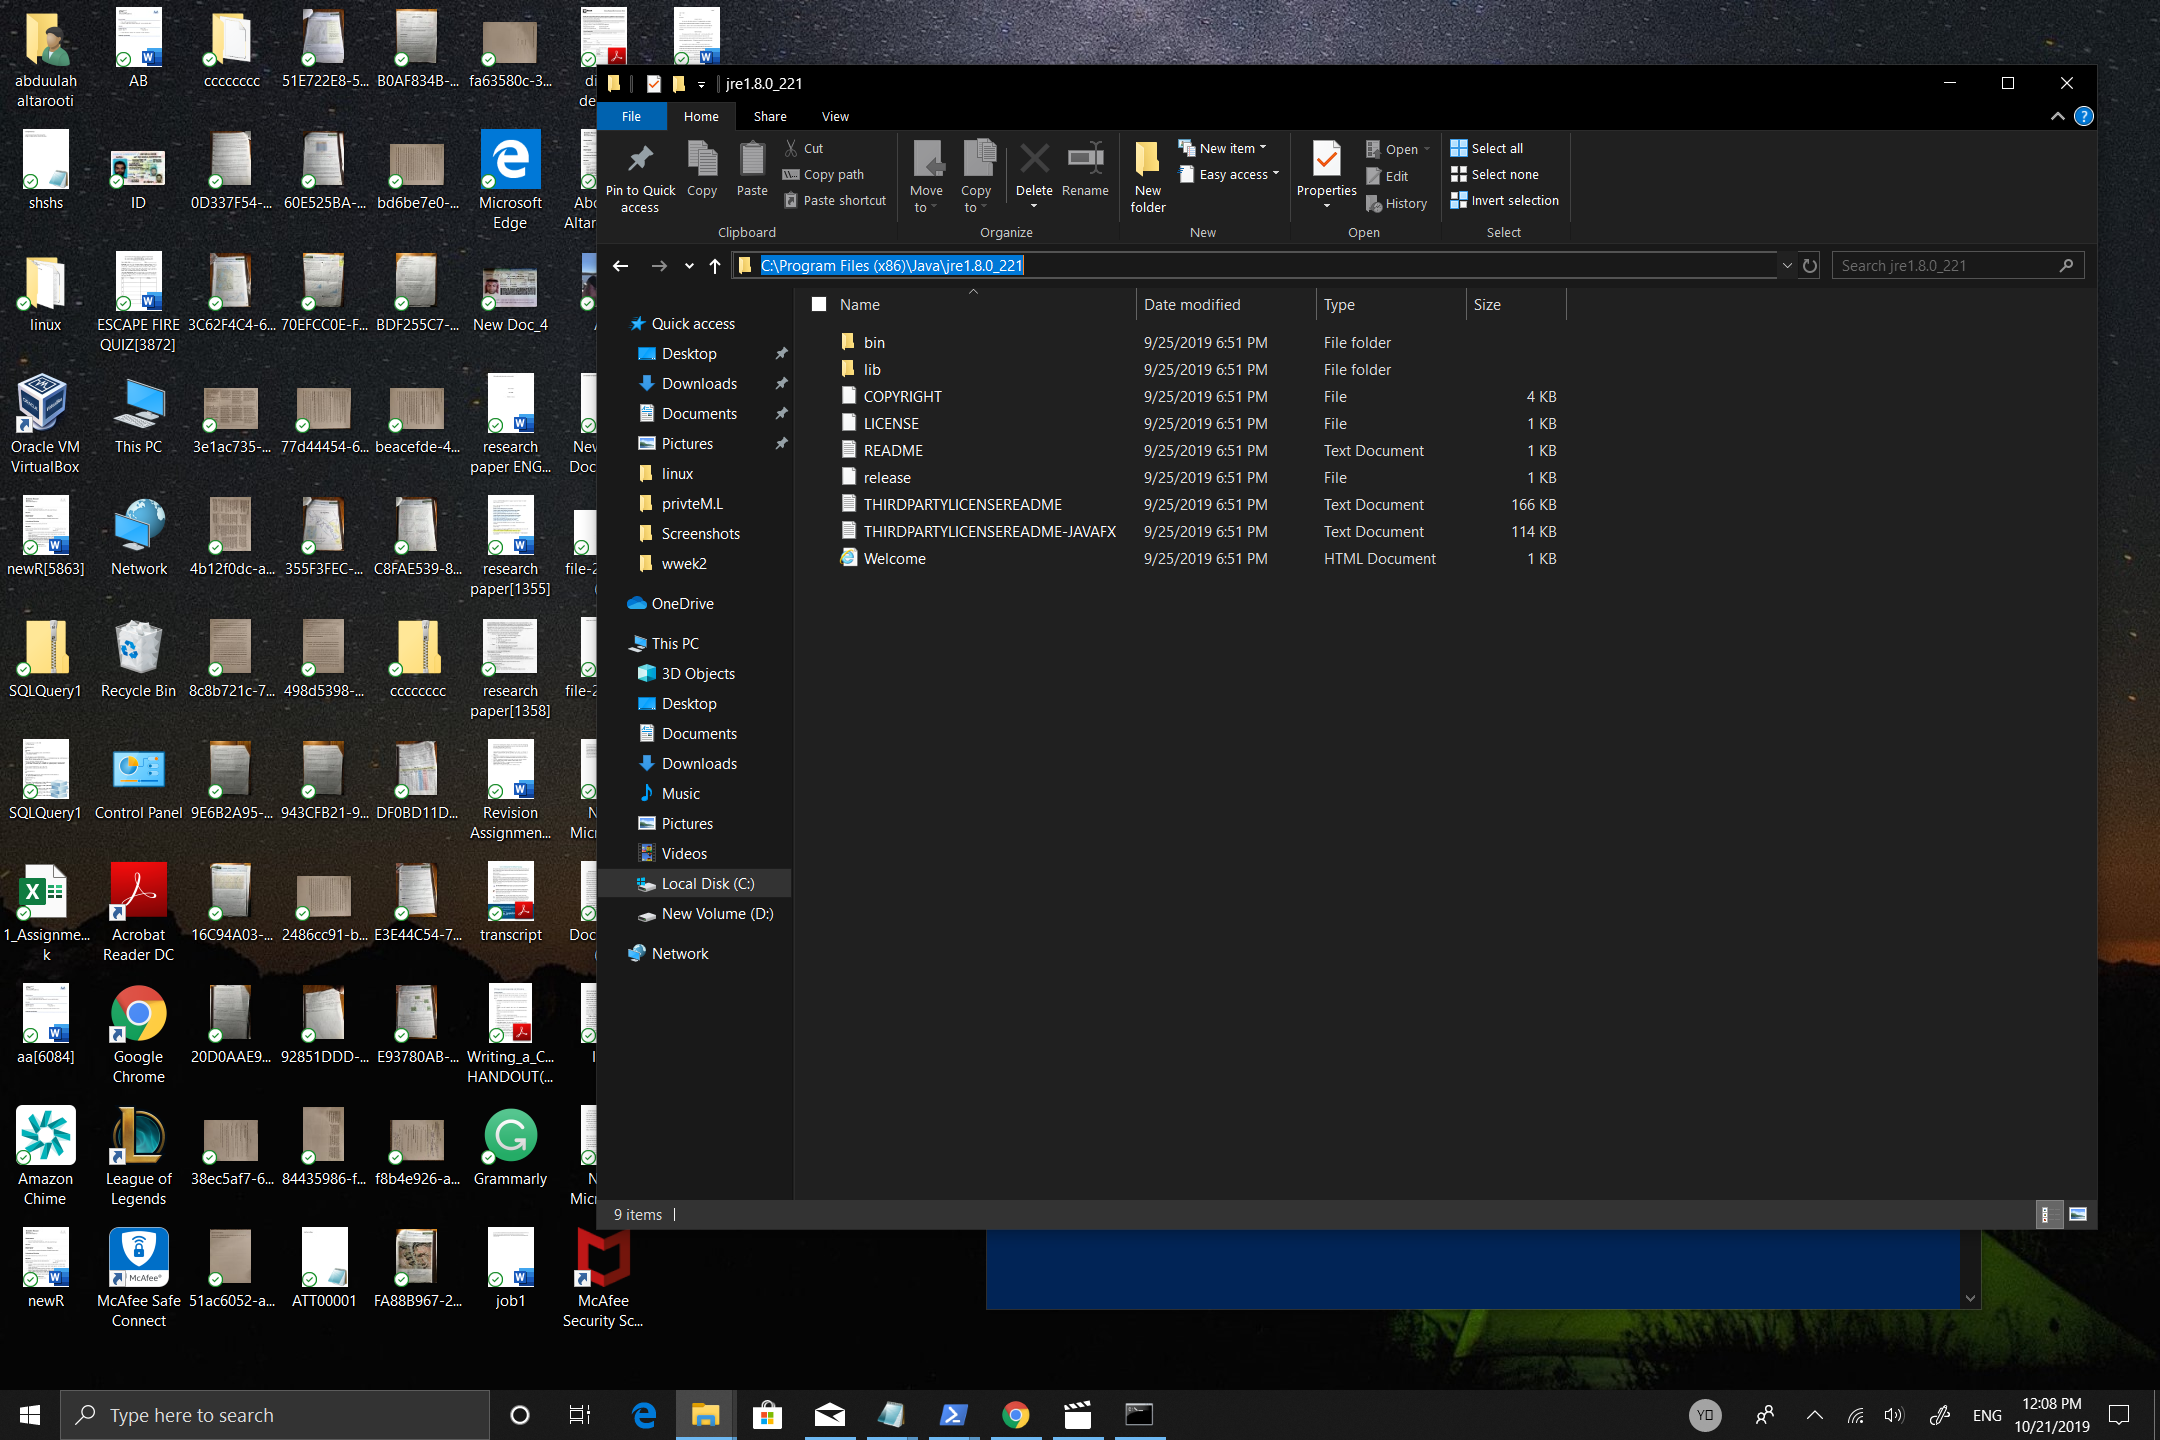 abduulah
altarooti
AB
cccccccc
51E722E8-5...
B0AF834B-...
fa63580c-3...
di
de
shshs
ID
0D337F54-...
60E525BA-...
bd6be7e0-...
Microsoft
Edge
Abo
Altar
linux
ESCAPE FIRE
QUIZ[3872]
3C62F4C4-6...
70EFCC0E-F...
BDF255C7-...
New Doc_4
Oracle VM
VirtualBox
This PC
3e1ac735-...
77d44454-6...
beacefde-4...
research
paper ENG...
New
Doc
newR[5863]
Network
4b12f0dc-a...
355F3FEC-...
C8FAE539-8...
research
paper[1355]
file-2
SQLQuery1
Recycle Bin
8c8b721c-7...
498d5398-...
cccccccc
research
paper[1358]
file-2
SQLQuery1
Control Panel
9E6B2A95-...
943CFB21-9...
DF0BD11D...
Revision
Assignmen...
N
Micr
1_Assignme...
k
Acrobat
Reader DC
16C94A03-...
2486cc91-b...
E3E44C54-7...
transcript
Doc
aa[6084]
Google
Chrome
20D0AAE9...
92851DDD-...
E93780AB-...
Writing_a_C...
HANDOUT(...
Amazon
Chime
League of
Legends
38ec5af7-6...
84435986-f...
f8b4e926-a...
Grammarly
N
Micr
newR
McAfee Safe
Connect
McAfee
51ac6052-a...
ATT00001
FA88B967-2...
job1
McAfee
Security Sc...
jre1.8.0_221
File Home Share View
Pin to Quick
access
Copy
Paste
Cut
Copy path
Paste shortcut
Clipboard
Move
to
Copy
to
Delete
Rename
Organize
New
folder
New item
Easy access
New
Properties
Open
Edit
History
Open
Select all
Select none
Invert selection
Select
C:\Program Files (x86)\Java\jre1.8.0_221
Search jre1.8.0_221
Quick access
Desktop
Downloads
Documents
Pictures
linux
privteM.L
Screenshots
wwek2
OneDrive
This PC
3D Objects
Desktop
Documents
Downloads
Music
Pictures
Videos
Local Disk (C:)
New Volume (D:)
Network
Name Date modified Type Size
bin 9/25/2019 6:51 PM File folder
lib 9/25/2019 6:51 PM File folder
COPYRIGHT 9/25/2019 6:51 PM File 4 KB
LICENSE 9/25/2019 6:51 PM File 1 KB
README 9/25/2019 6:51 PM Text Document 1 KB
release 9/25/2019 6:51 PM File 1 KB
THIRDPARTYLICENSEREADME 9/25/2019 6:51 PM Text Document 166 KB
THIRDPARTYLICENSEREADME-JAVAFX 9/25/2019 6:51 PM Text Document 114 KB
Welcome 9/25/2019 6:51 PM HTML Document 1 KB
9 items
Type here to search
ENG
12:08 PM
10/21/2019